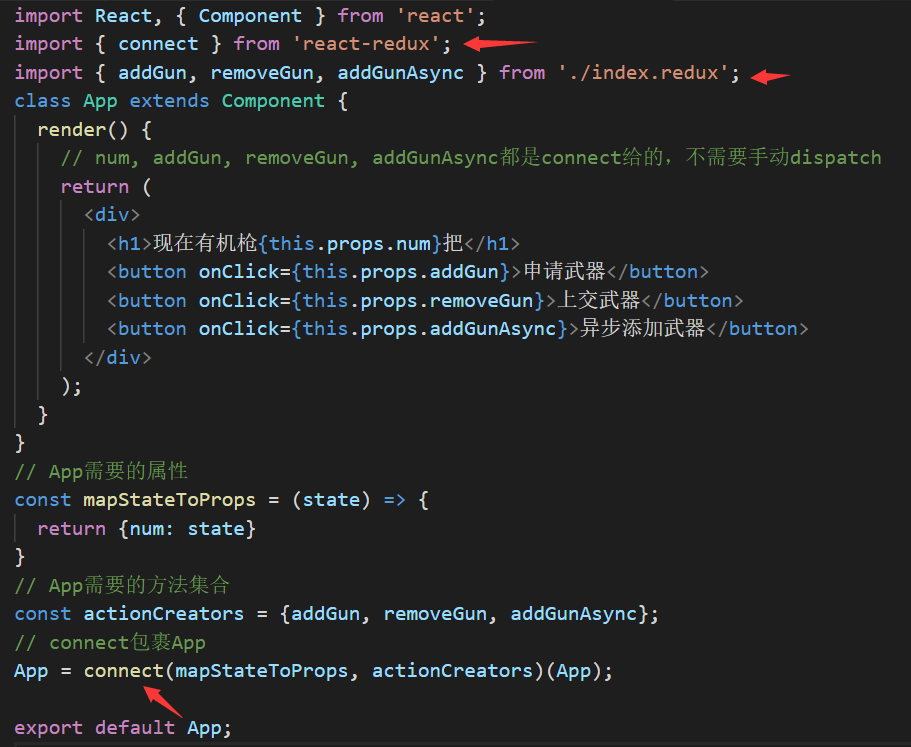 import React, { Component } from 'react';
import { connect } from 'react-redux';
import { addGun, removeGun, addGunAsync } from './index.redux';
class App extends Component {
  render() {
    // num, addGun, removeGun, addGunAsync都是connect给的，不需要手动dispatch
    return (
      <div>
        <h1>现在有机枪{this.props.num}把</h1>
        <button onClick={this.props.addGun}>申请武器</button>
        <button onClick={this.props.removeGun}>上交武器</button>
        <button onClick={this.props.addGunAsync}>异步添加武器</button>
      </div>
    );
  }
}
// App需要的属性
const mapStateToProps = (state) => {
  return {num: state}
}
// App需要的方法集合
const actionCreators = {addGun, removeGun, addGunAsync};
// connect包裹App
App = connect(mapStateToProps, actionCreators)(App);
export default App;